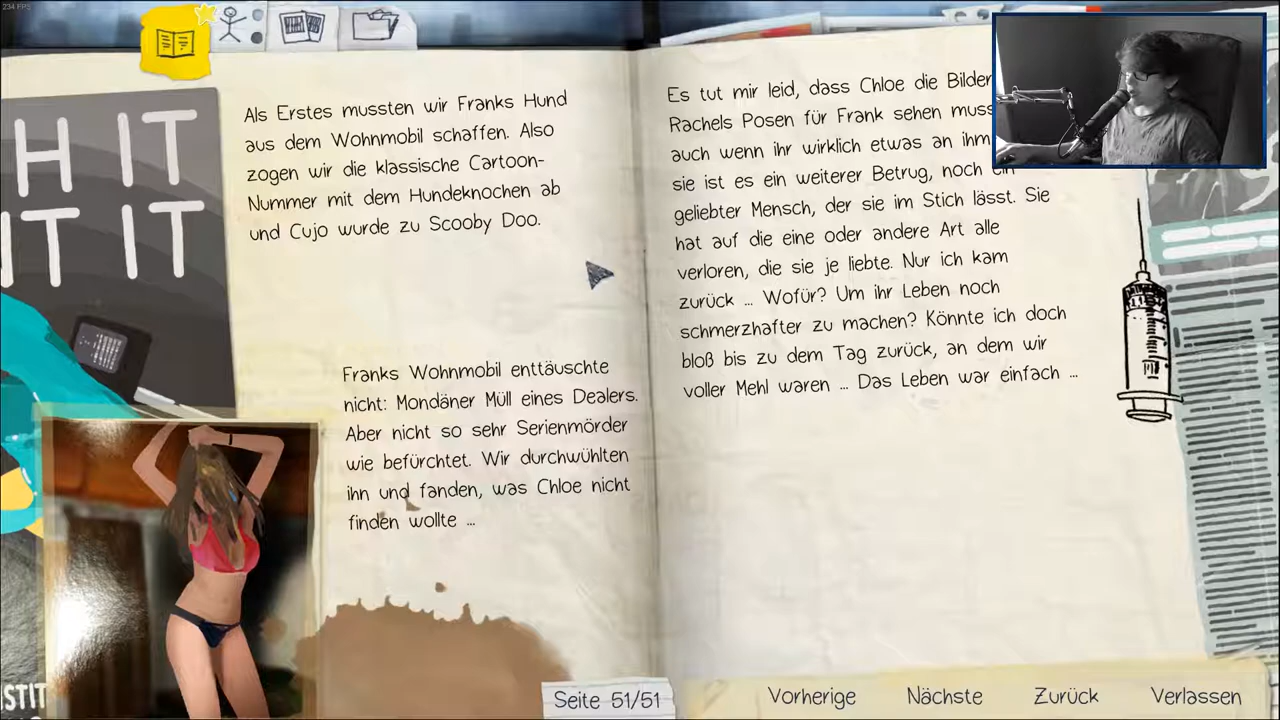 234 FPS
H IT
IT IT
Als Erstes mussten wir Franks Hund
aus dem Wohnmobil schaffen. Also
zogen wir die klassische Cartoon-
Nummer mit dem Hundeknochen ab
und Cujo wurde zu Scooby Doo.
Franks Wohnmobil enttäuschte
nicht: Mondäner Müll eines Dealers.
Aber nicht so sehr Serienmörder
wie befürchtet. Wir durchwühlten
ihn und fanden, was Chloe nicht
finden wollte ...
Es tut mir leid, dass Chloe die Bilder
Rachels Posen für Frank sehen muss
auch wenn ihr wirklich etwas an ihm
sie ist es ein weiterer Betrug, noch ein
geliebter Mensch, der sie im Stich lässt. Sie
hat auf die eine oder andere Art alle
verloren, die sie je liebte. Nur ich kam
zurück ... Wofür? Um ihr Leben noch
schmerzhafter zu machen? Könnte ich doch
bloß bis zu dem Tag zurück, an dem wir
voller Mehl waren ... Das Leben war einfach ...
STIT
Seite 51/51
Vorherige
Nächste
Zurück
Verlassen